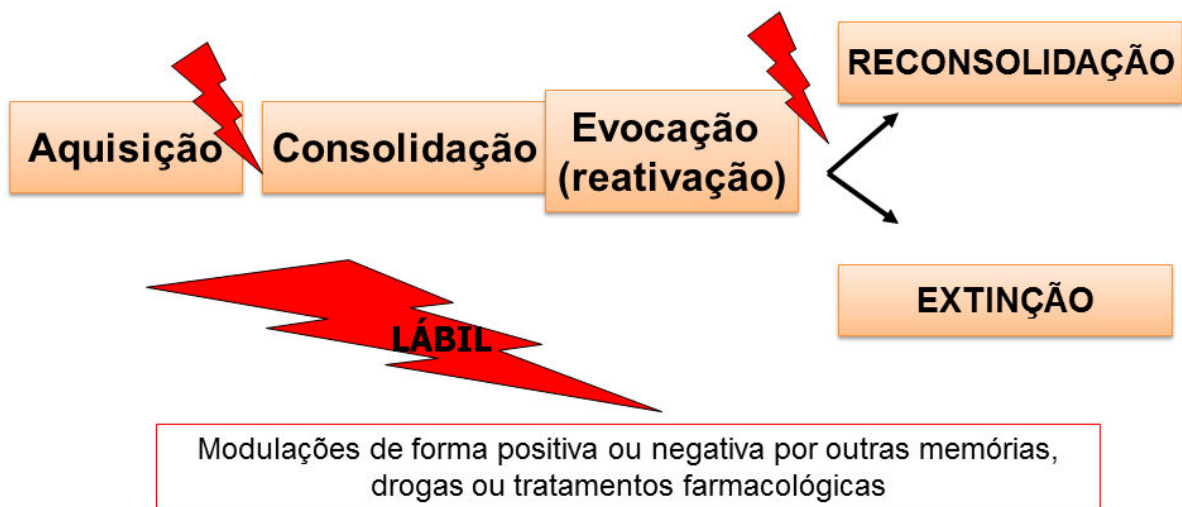 RECONSOLIDAÇÃO
Aquisição
Consolidação
Evocação
(reativação)
EXTINÇÃO
LÁBIL
Modulações de forma positiva ou negativa por outras memórias,
drogas ou tratamentos farmacológicas